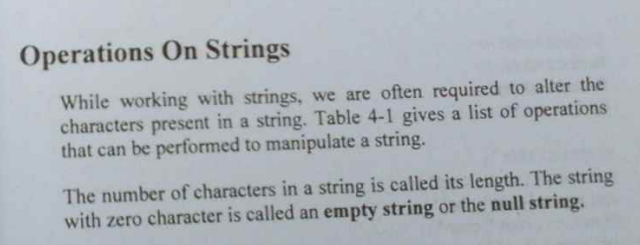 Operations On Strings
While working with strings, we are often required to alter the
characters present in a string. Table 4-1 gives a list of operations
that can be performed to manipulate a string.
The number of characters in a string is called its length. The string
with zero character is called an empty string or the null string.